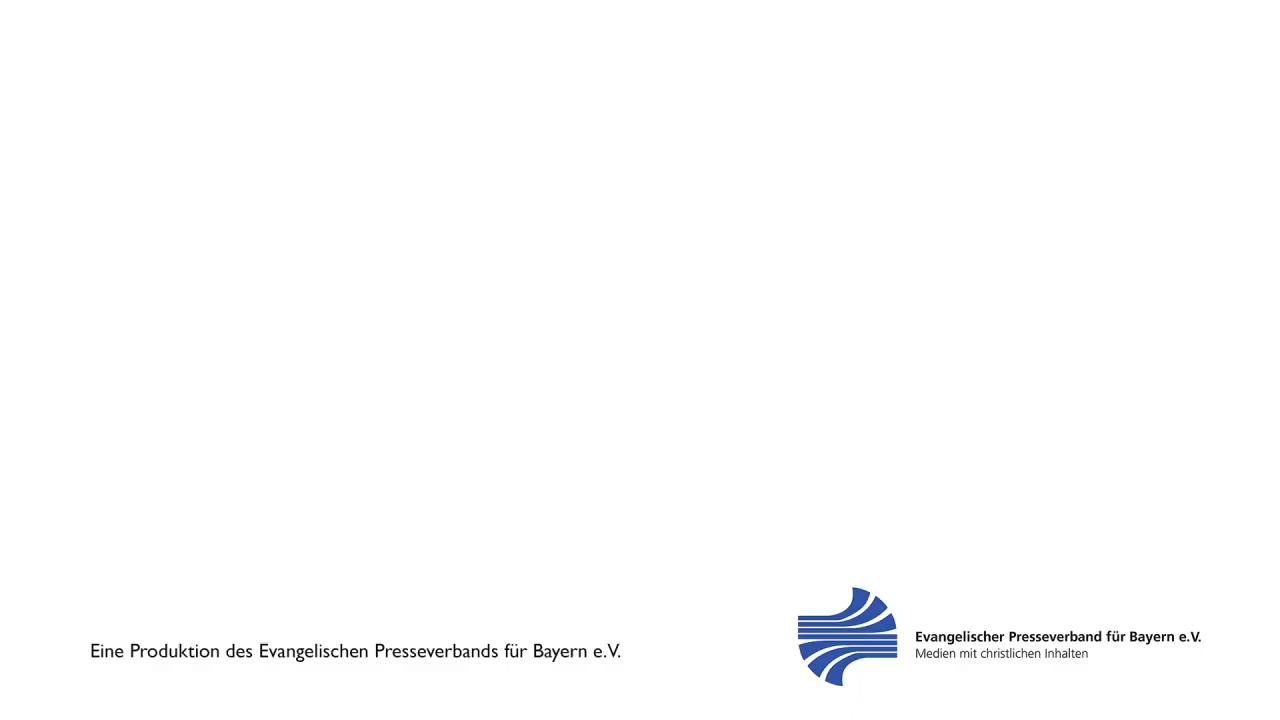 Eine Produktion des Evangelischen Presseverbands für Bayern e.V.
Evangelischer Presseverband für Bayern e.V.
Medien mit christlichen Inhalten